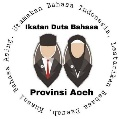 Utamakan Bahasa Indonesia, Lestarikan Bahasa Daerah, Kuasai Bahasa Asing.
Ikatan Duta Bahasa
Provinsi Aceh